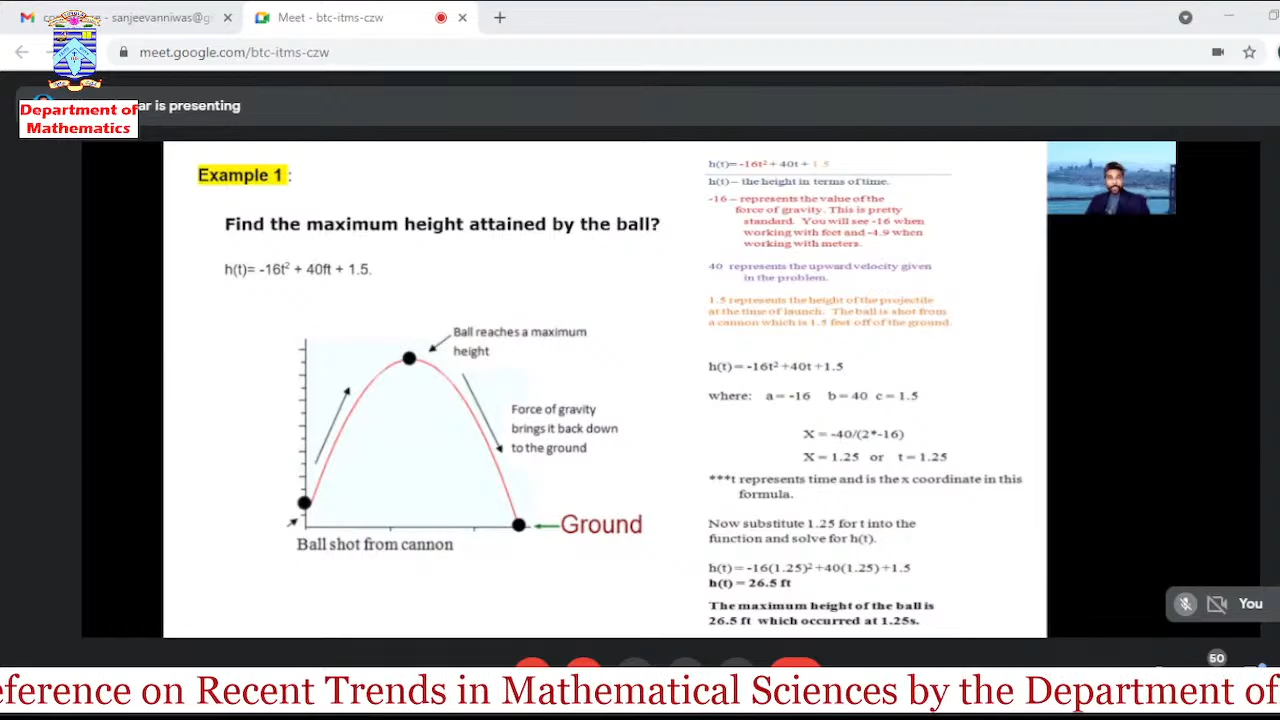 co - sanjeevanniwas@g
Meet - btc-itms-czw
meet.google.com/btc-itms-czw
Department of
Mathematics
ar is presenting
Example 1 :
Find the maximum height attained by the ball?
h(t)= -16t² + 40ft + 1.5.
Ball reaches a maximum
height
Force of gravity
brings it back down
to the ground
Ground
Ball shot from cannon
h(t)= -16t² + 40t + 1.5
h(t) – the height in terms of time.
-16 – represents the value of the
force of gravity. This is pretty
standard. You will see -16 when
working with feet and -4.9 when
working with meters.
40 represents the upward velocity given
in the problem.
1.5 represents the height of the projectile
at the time of launch. The ball is shot from
a cannon which is 1.5 feet off of the ground.
h(t) = -16t² +40t +1.5
where: a = -16 b = 40 c = 1.5
X = -40/(2*-16)
X = 1.25 or t = 1.25
***t represents time and is the x coordinate in this
formula.
Now substitute 1.25 for t into the
function and solve for h(t).
h(t) = -16(1.25)² +40(1.25) +1.5
h(t) = 26.5 ft
The maximum height of the ball is
26.5 ft which occurred at 1.25s.
You
50
eference on Recent Trends in Mathematical Sciences by the Department of